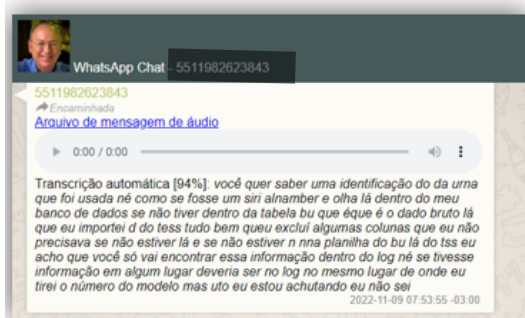 WhatsApp Chat - 5511982623843
5511982623843
Encaminhada
Arquivo de mensagem de áudio
0:00 / 0:00
Transcrição automática [94%]: você quer saber uma identificação do da urna
que foi usada né como se fosse um siri alnamber e olha lá dentro do meu
banco de dados se não tiver dentro da tabela bu que éque é o dado bruto lá
que eu importei d do tess tudo bem queu excluí algumas colunas que eu não
precisava se não estiver lá e se não estiver n nna planilha do bu lá do tss eu
acho que você só vai encontrar essa informação dentro do log né se tivesse
informação em algum lugar deveria ser no log no mesmo lugar de onde eu
tirei o número do modelo mas uto eu estou achutando eu não sei
2022-11-09 07:53:55 -03:00